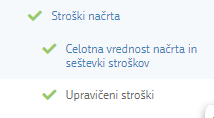 Stroški načrta
Celotna vrednost načrta in
seštevki stroškov
Upravičeni stroški